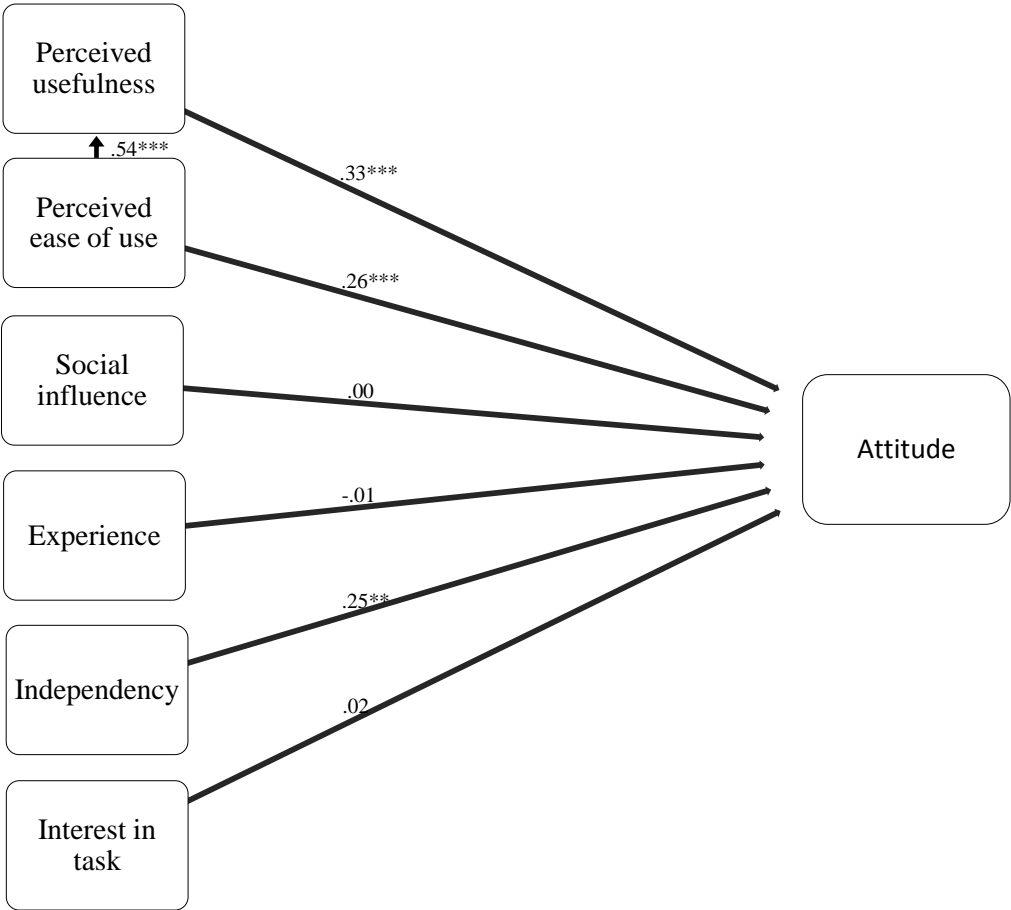 Perceived
usefulness
.54***
.33***
Perceived
ease of use
.26***
Social
influence
.00
Attitude
Experience
-.01
.25**
Independency
.02
Interest in
task